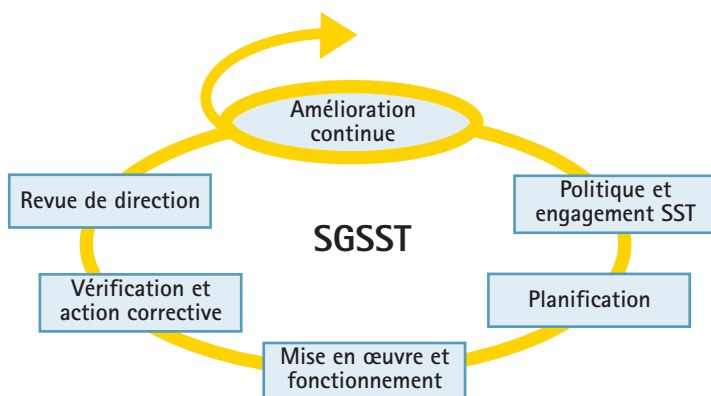 Amélioration
continue
Revue de direction
Politique et
engagement SST
SGSST
Vérification et
action corrective
Planification
Mise en œuvre et
fonctionnement